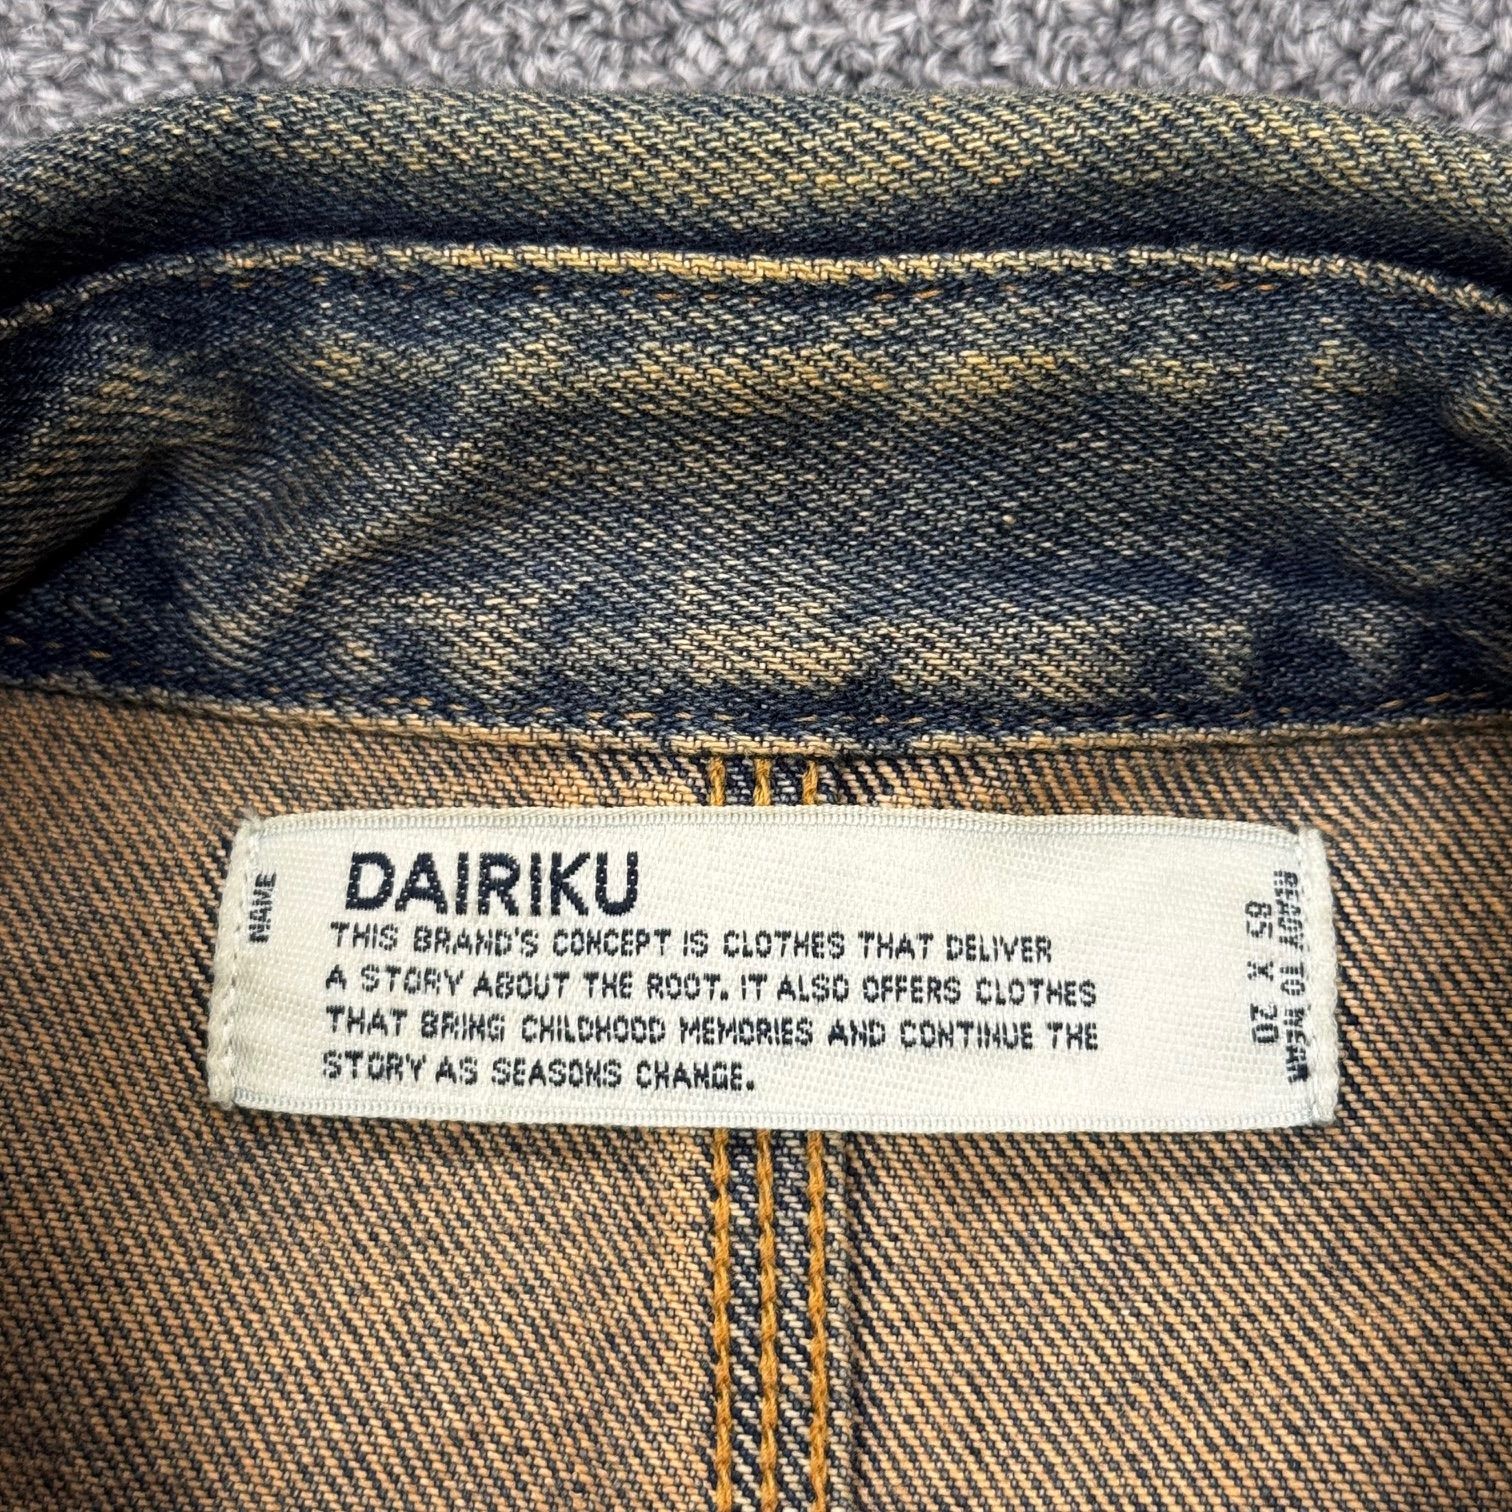 NAME
DAIRIKU
THIS BRAND'S CONCEPT IS CLOTHES THAT DELIVER
A STORY ABOUT THE ROOT. IT ALSO OFFERS CLOTHES
THAT BRING CHILDHOOD MEMORIES AND CONTINUE THE
STORY AS SEASONS CHANGE.
READY TO WEAR
65 X 20